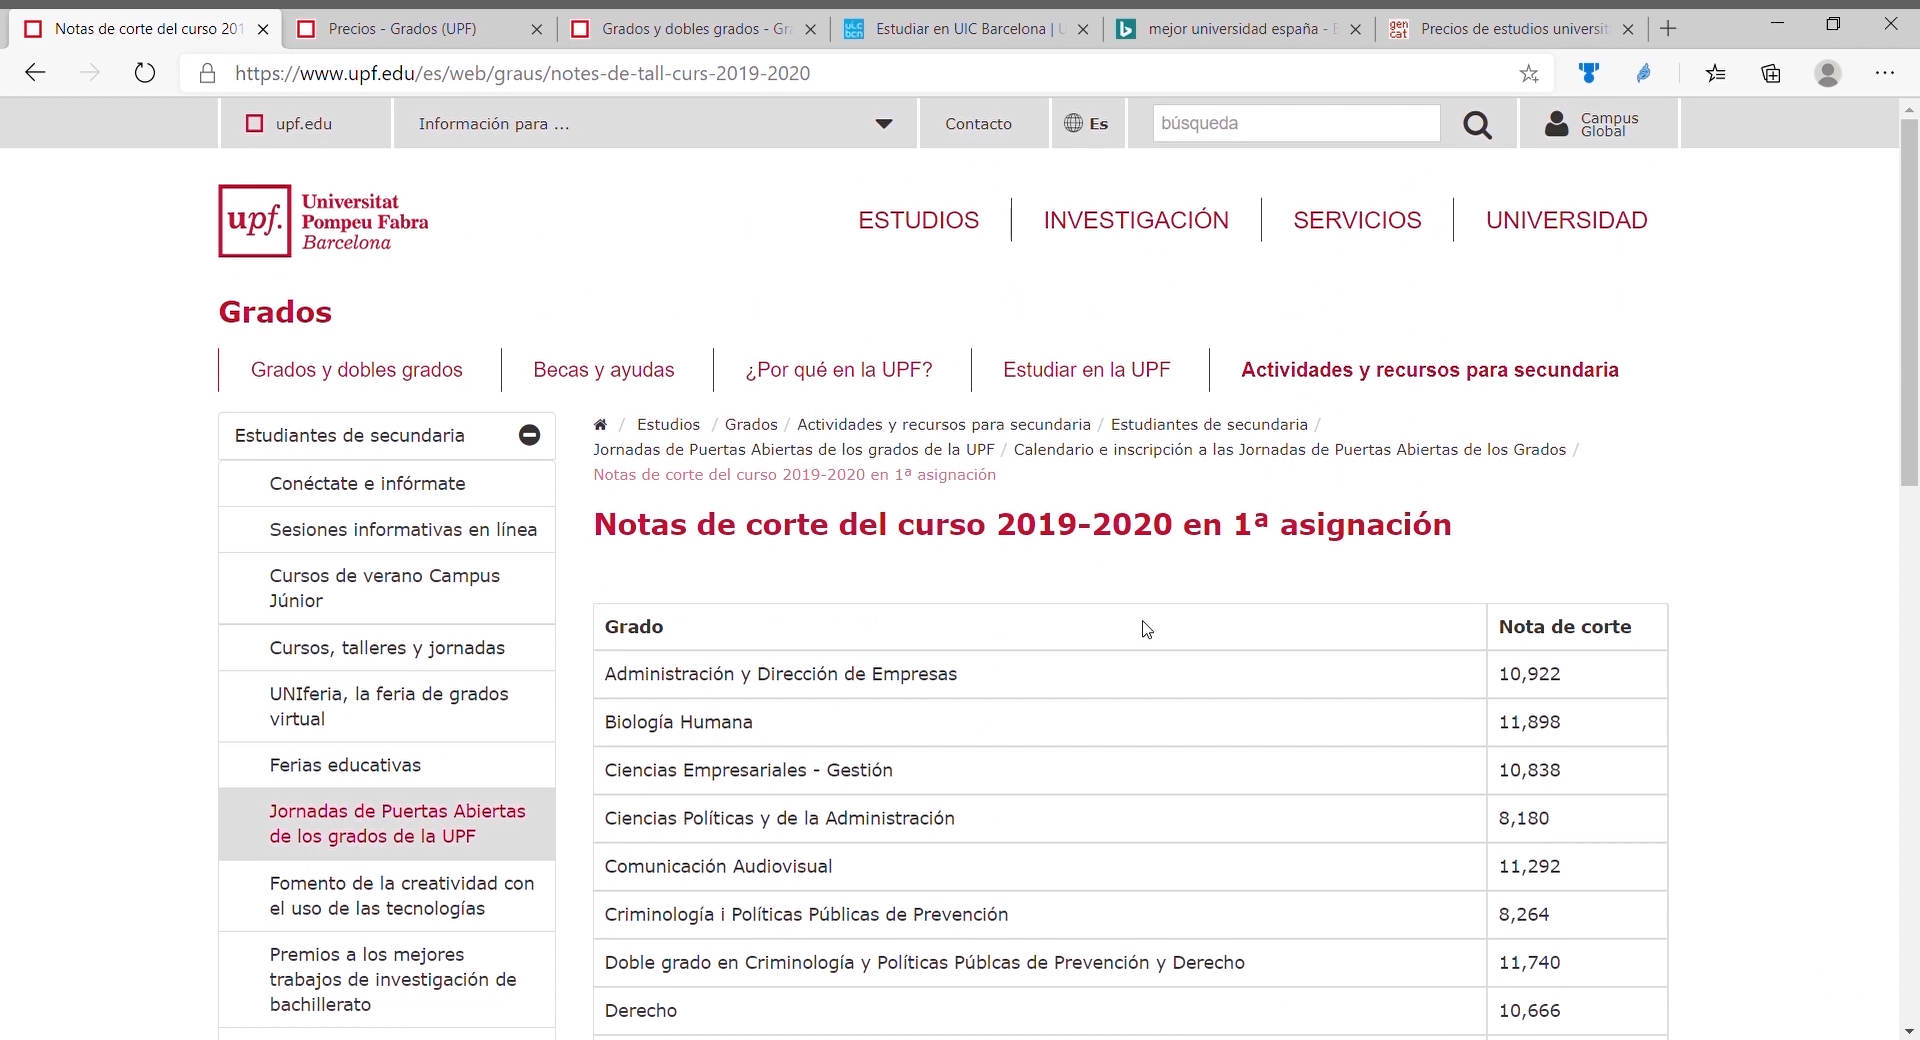 Notas de corte del curso 201
Precios - Grados (UPF)
Grados y dobles grados - Gra
Estudiar en UIC Barcelona | U
mejor universidad españa - B
Precios de estudios universit
https://www.upf.edu/es/web/graus/notes-de-tall-curs-2019-2020
upf.edu
Información para ...
Contacto
Es
búsqueda
Campus
Global
upf.
Universitat
Pompeu Fabra
Barcelona
ESTUDIOS
INVESTIGACIÓN
SERVICIOS
UNIVERSIDAD
Grados
Grados y dobles grados
Becas y ayudas
¿Por qué en la UPF?
Estudiar en la UPF
Actividades y recursos para secundaria
Estudiantes de secundaria
Conéctate e infórmate
Sesiones informativas en línea
Cursos de verano Campus
Júnior
Cursos, talleres y jornadas
UNIferia, la feria de grados
virtual
Ferias educativas
Jornadas de Puertas Abiertas
de los grados de la UPF
Fomento de la creatividad con
el uso de las tecnologías
Premios a los mejores
trabajos de investigación de
bachillerato
/ Estudios / Grados / Actividades y recursos para secundaria / Estudiantes de secundaria /
Jornadas de Puertas Abiertas de los grados de la UPF / Calendario e inscripción a las Jornadas de Puertas Abiertas de los Grados /
Notas de corte del curso 2019-2020 en 1ª asignación
Notas de corte del curso 2019-2020 en 1ª asignación
Grado Nota de corte
Administración y Dirección de Empresas 10,922
Biología Humana 11,898
Ciencias Empresariales - Gestión 10,838
Ciencias Políticas y de la Administración 8,180
Comunicación Audiovisual 11,292
Criminología i Políticas Públicas de Prevención 8,264
Doble grado en Criminología y Políticas Públcas de Prevención y Derecho 11,740
Derecho 10,666